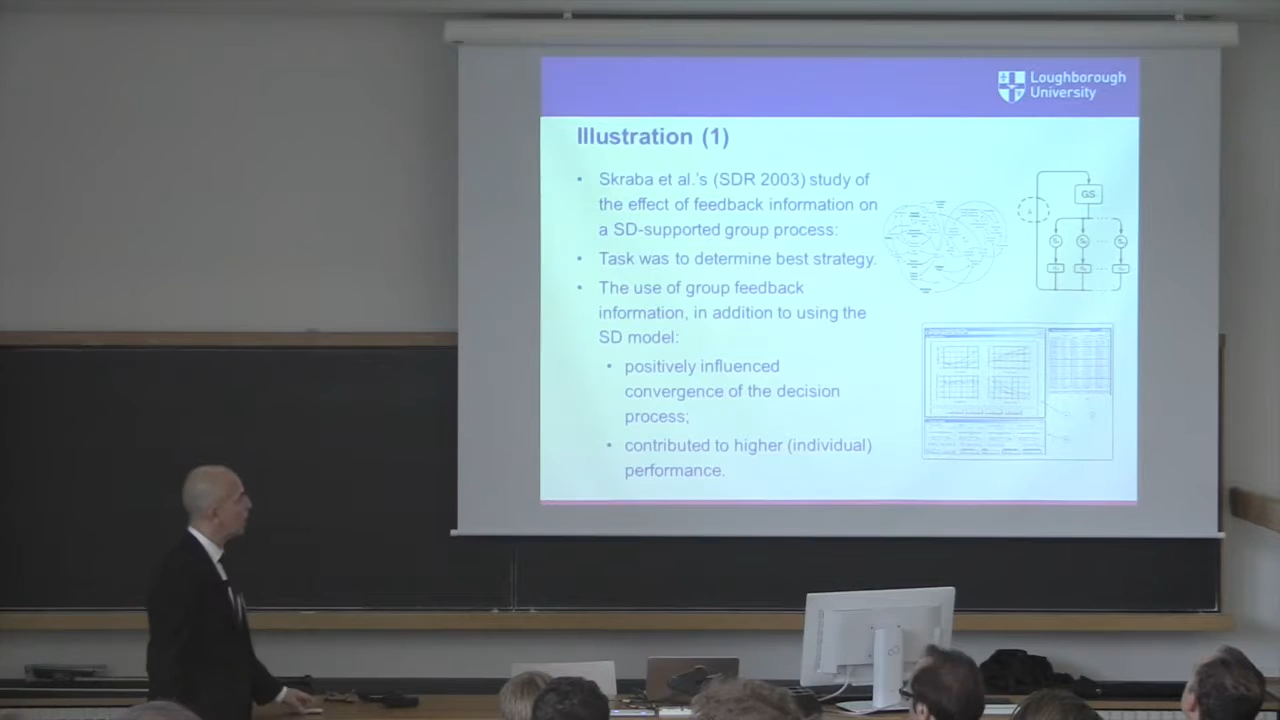 Loughborough
University
Illustration (1)
• Skraba et al.'s (SDR 2003) study of
the effect of feedback information on
a SD-supported group process:
• Task was to determine best strategy.
• The use of group feedback
information, in addition to using the
SD model:
• positively influenced
convergence of the decision
process;
• contributed to higher (individual)
performance.
GS